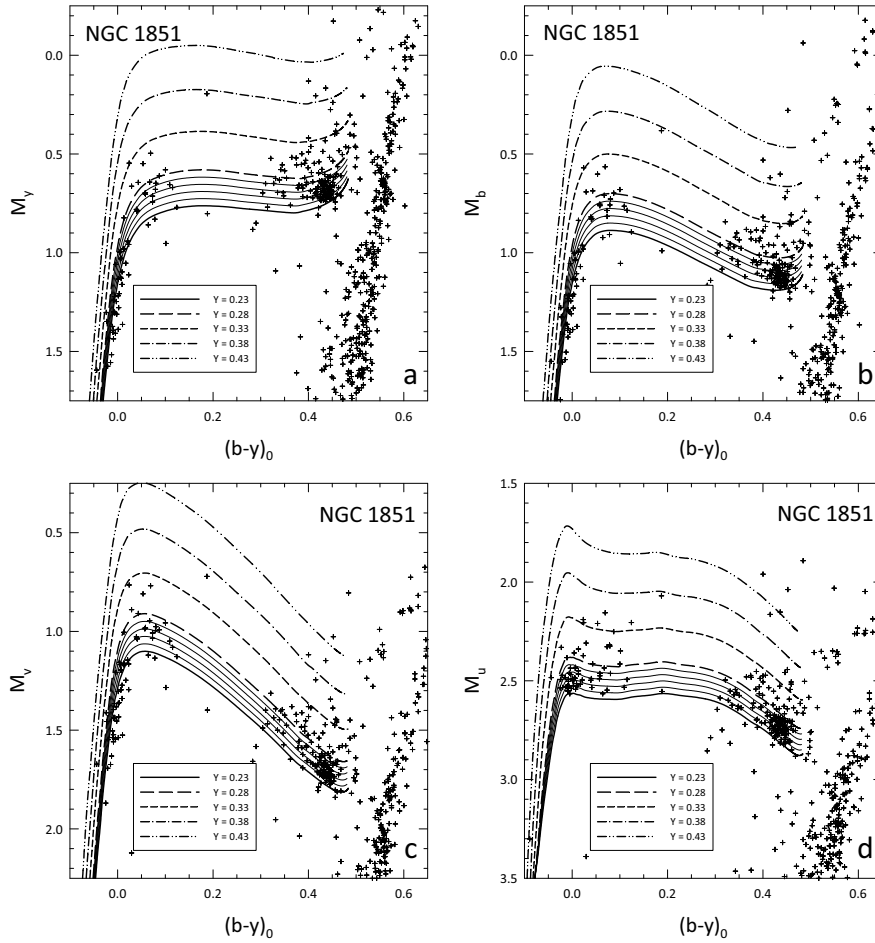 NGC 1851
0.0
0.5
1.0
1.5
M_y
Y = 0.23
Y = 0.28
Y = 0.33
Y = 0.38
Y = 0.43
a
0.0 0.2 0.4 0.6
(b-y)_0
NGC 1851
0.0
0.5
1.0
1.5
M_b
Y = 0.23
Y = 0.28
Y = 0.33
Y = 0.38
Y = 0.43
b
0.0 0.2 0.4 0.6
(b-y)_0
NGC 1851
0.5
1.0
1.5
2.0
M_v
Y = 0.23
Y = 0.28
Y = 0.33
Y = 0.38
Y = 0.43
c
0.0 0.2 0.4 0.6
(b-y)_0
NGC 1851
1.5
2.0
2.5
3.0
3.5
M_u
Y = 0.23
Y = 0.28
Y = 0.33
Y = 0.38
Y = 0.43
d
0.0 0.2 0.4 0.6
(b-y)_0